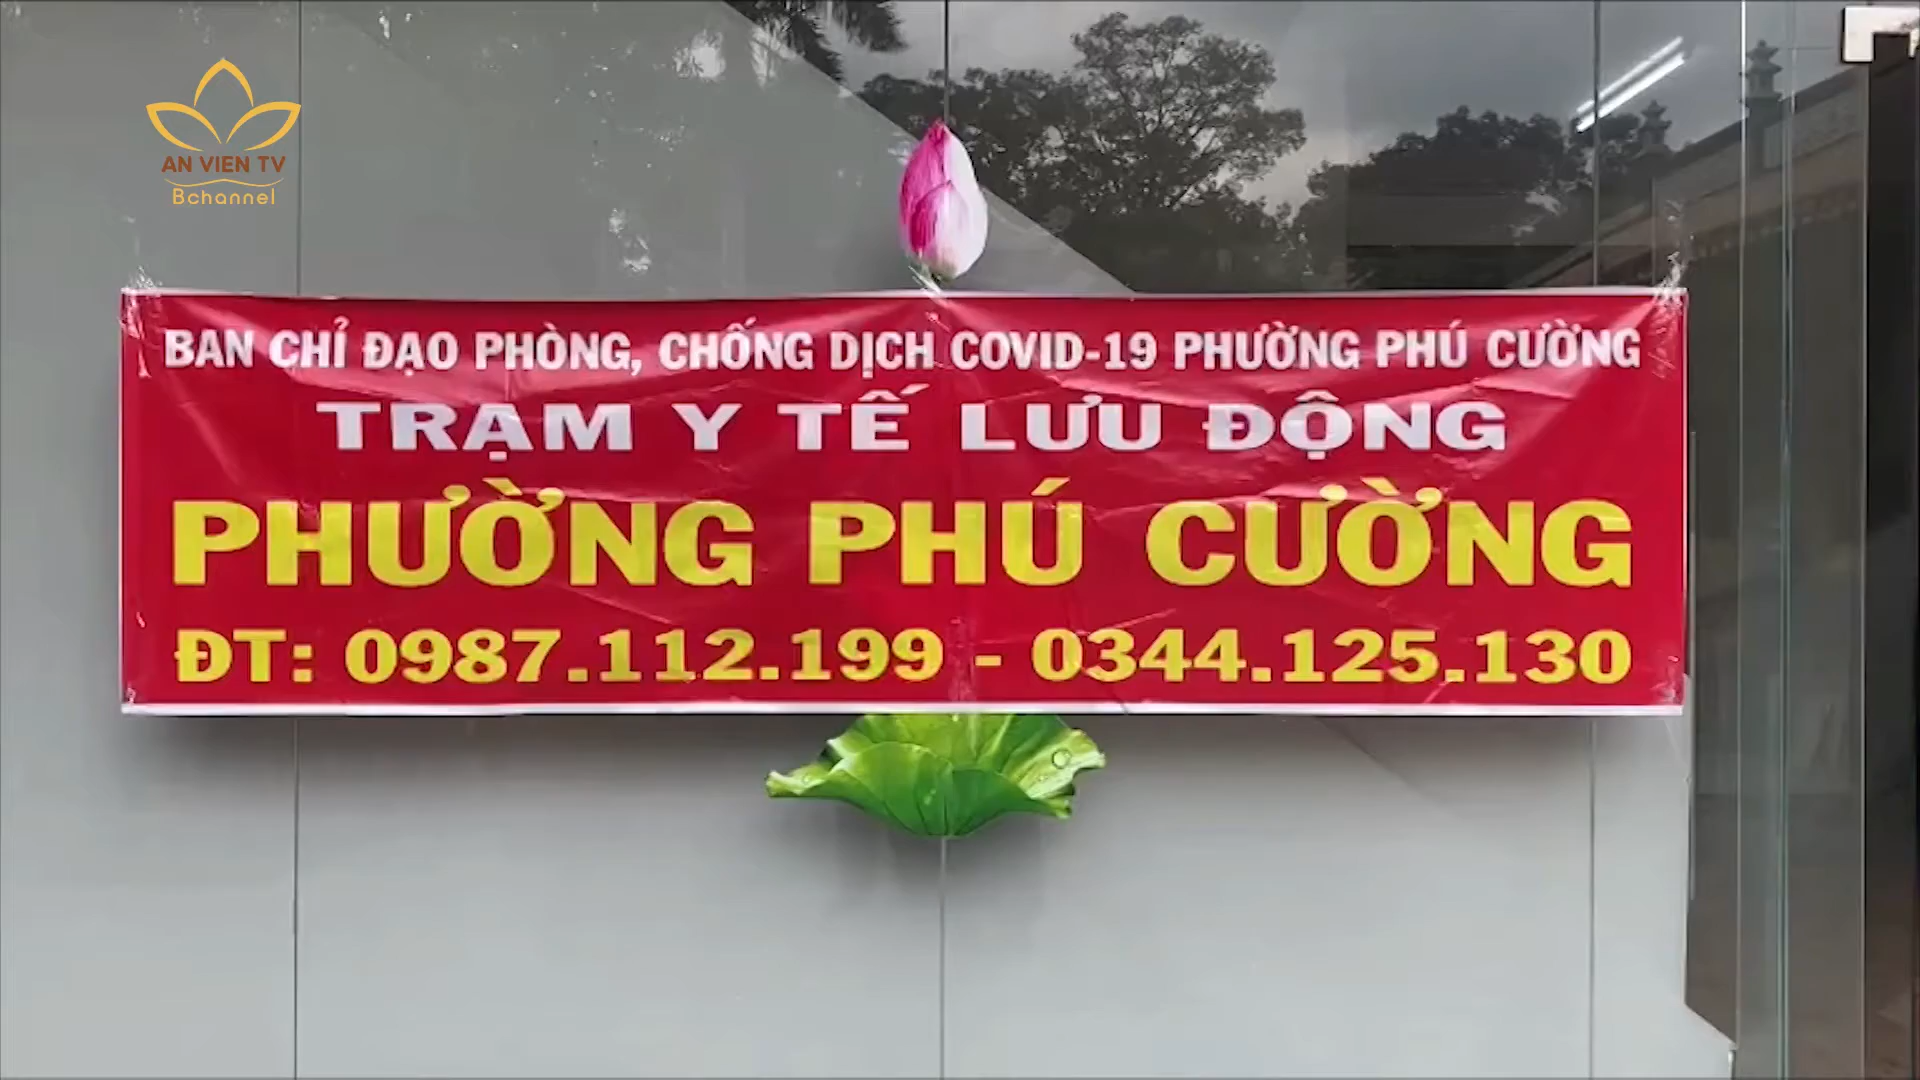 AN VIEN TV
Bchannel
BAN CHỈ ĐẠO PHÒNG, CHỐNG DỊCH COVID-19 PHƯỜNG PHÚ CƯỜNG
TRẠM Y TẾ LƯU ĐỘNG
PHƯỜNG PHÚ CƯỜNG
ĐT: 0987.112.199 - 0344.125.130